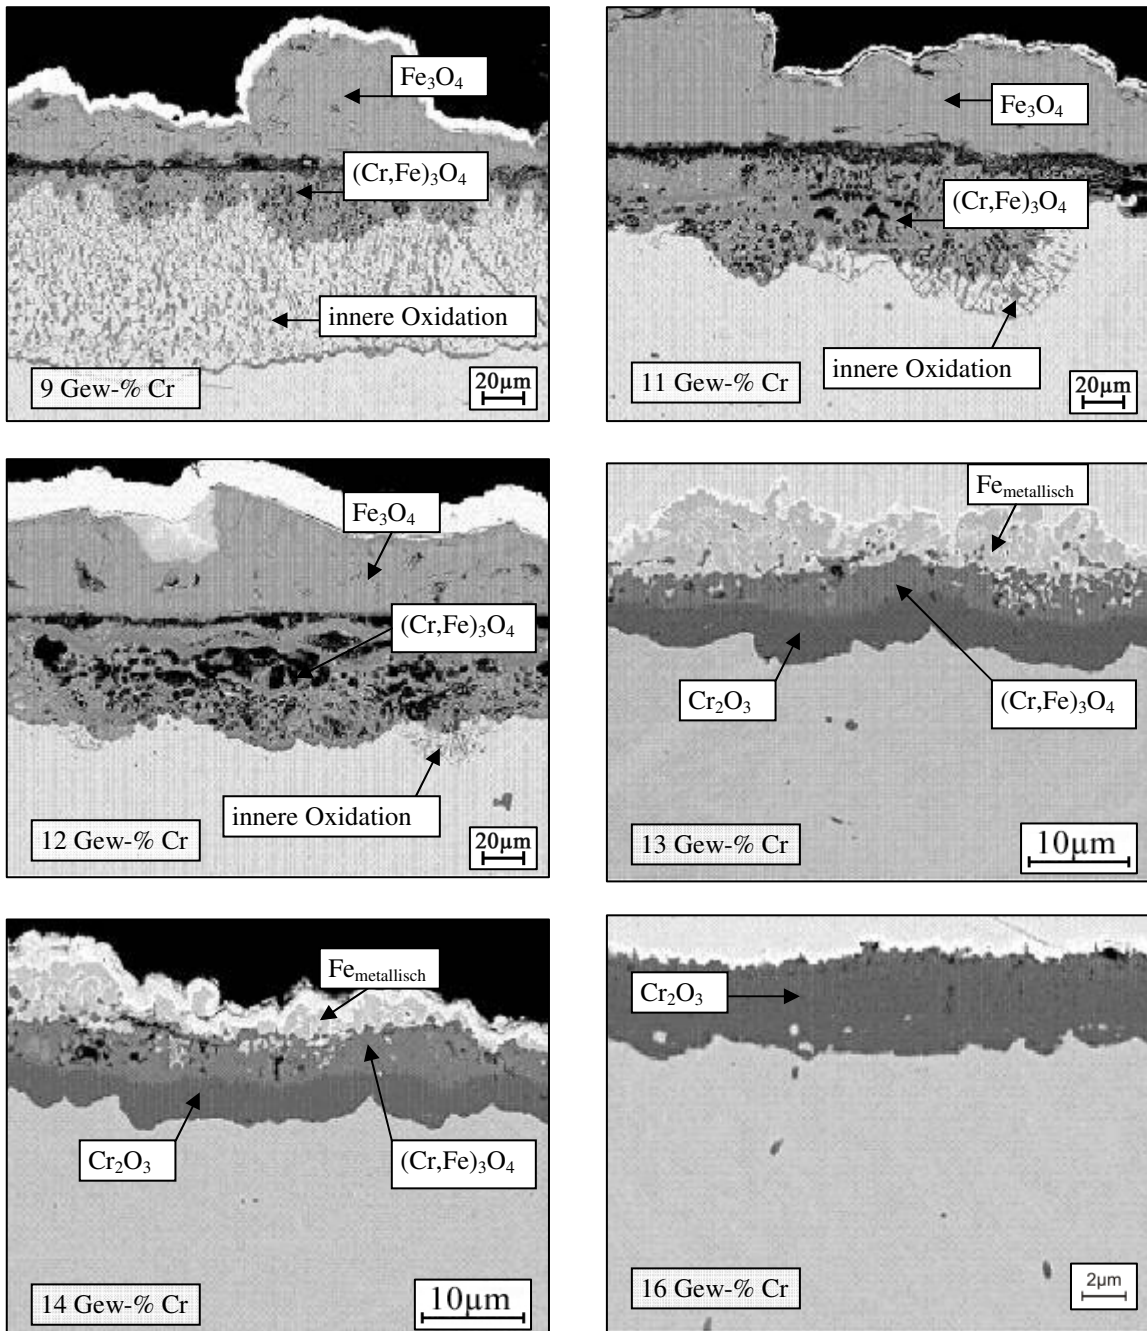 Fe₃O₄
(Cr,Fe)₃O₄
innere Oxidation
9 Gew-% Cr
20µm
Fe₃O₄
(Cr,Fe)₃O₄
innere Oxidation
11 Gew-% Cr
20µm
Fe₃O₄
(Cr,Fe)₃O₄
innere Oxidation
12 Gew-% Cr
20µm
Fe_metallisch
Cr₂O₃
(Cr,Fe)₃O₄
13 Gew-% Cr
10µm
Fe_metallisch
Cr₂O₃
(Cr,Fe)₃O₄
14 Gew-% Cr
10µm
Cr₂O₃
16 Gew-% Cr
2µm